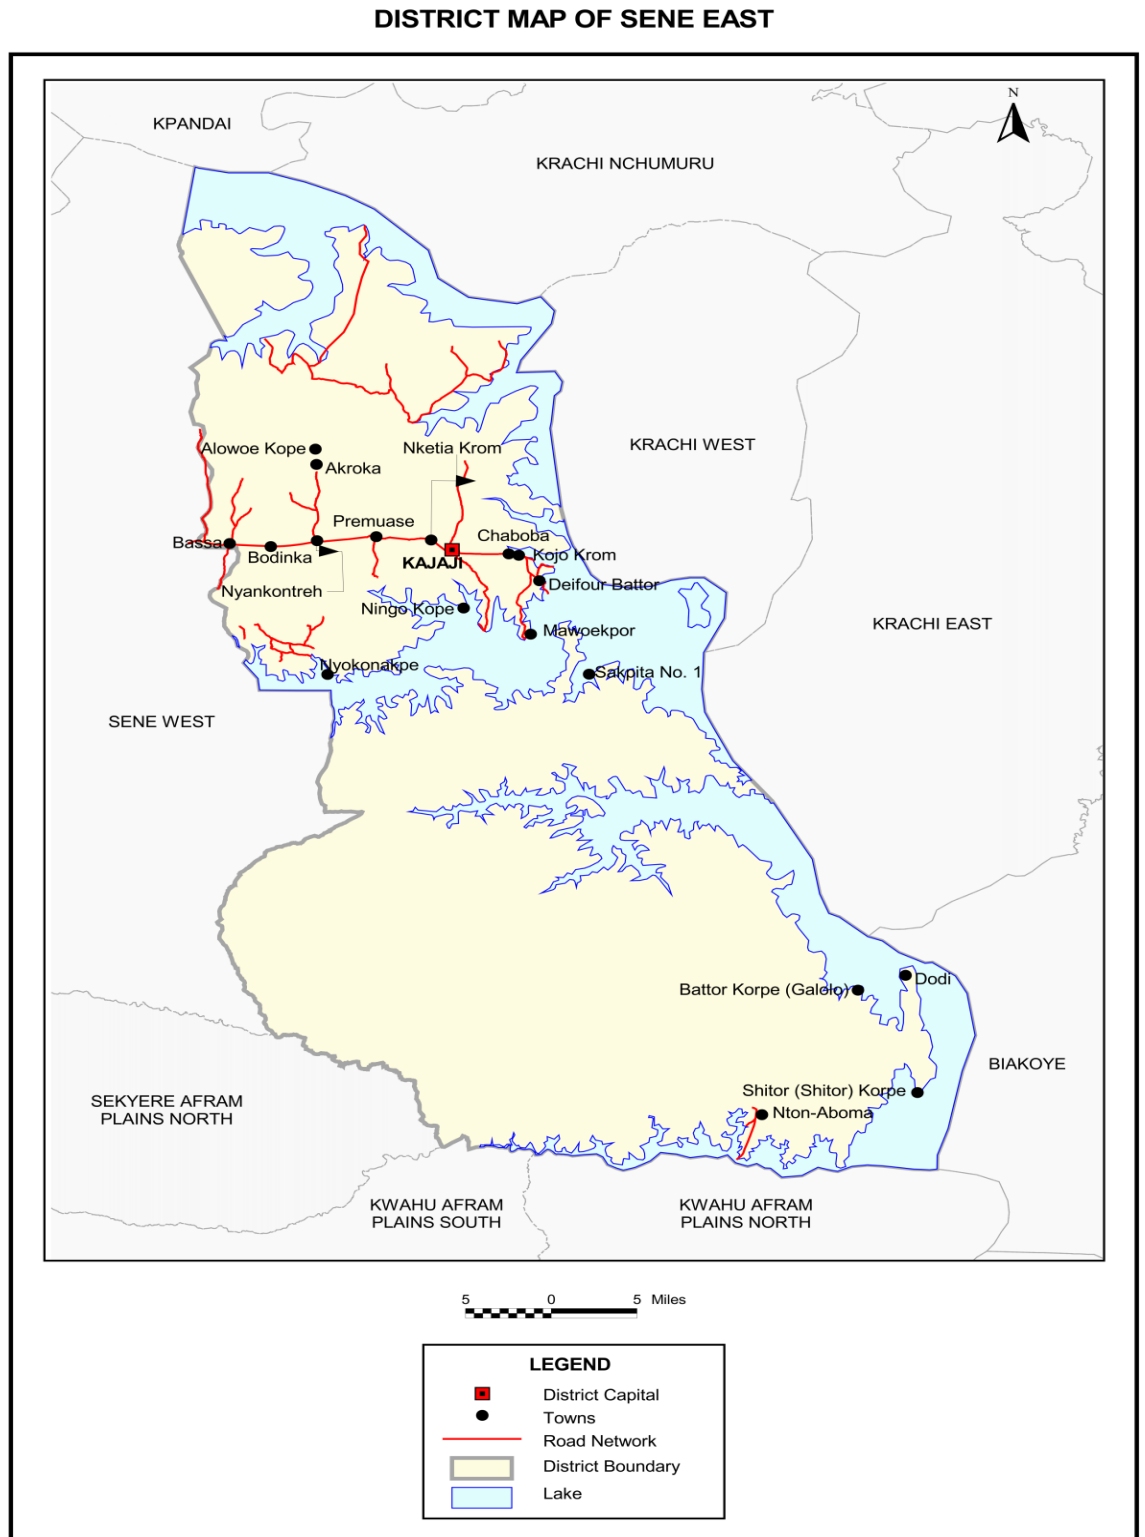 DISTRICT MAP OF SENE EAST
N
KPANDAI
KRACHI NCHUMURU
KRACHI WEST
Nketia Krom
Alowoe Kope
Akroka
Premuase
Chaboba
Bassa
Bodinka
KAJAJI
Kojo Krom
Deifour Battor
Nyankontreh
Ningo Kope
KRACHI EAST
Mawoekpor
Nyokonakpe
Sakpita No. 1
SENE WEST
Dodi
Battor Korpe (Galolo)
BIAKOYE
Shitor (Shitor) Korpe
SEKYERE AFRAM
PLAINS NORTH
Nton-Aboma
KWAHU AFRAM
PLAINS SOUTH
KWAHU AFRAM
PLAINS NORTH
5 0 5 Miles
LEGEND
District Capital
Towns
Road Network
District Boundary
Lake